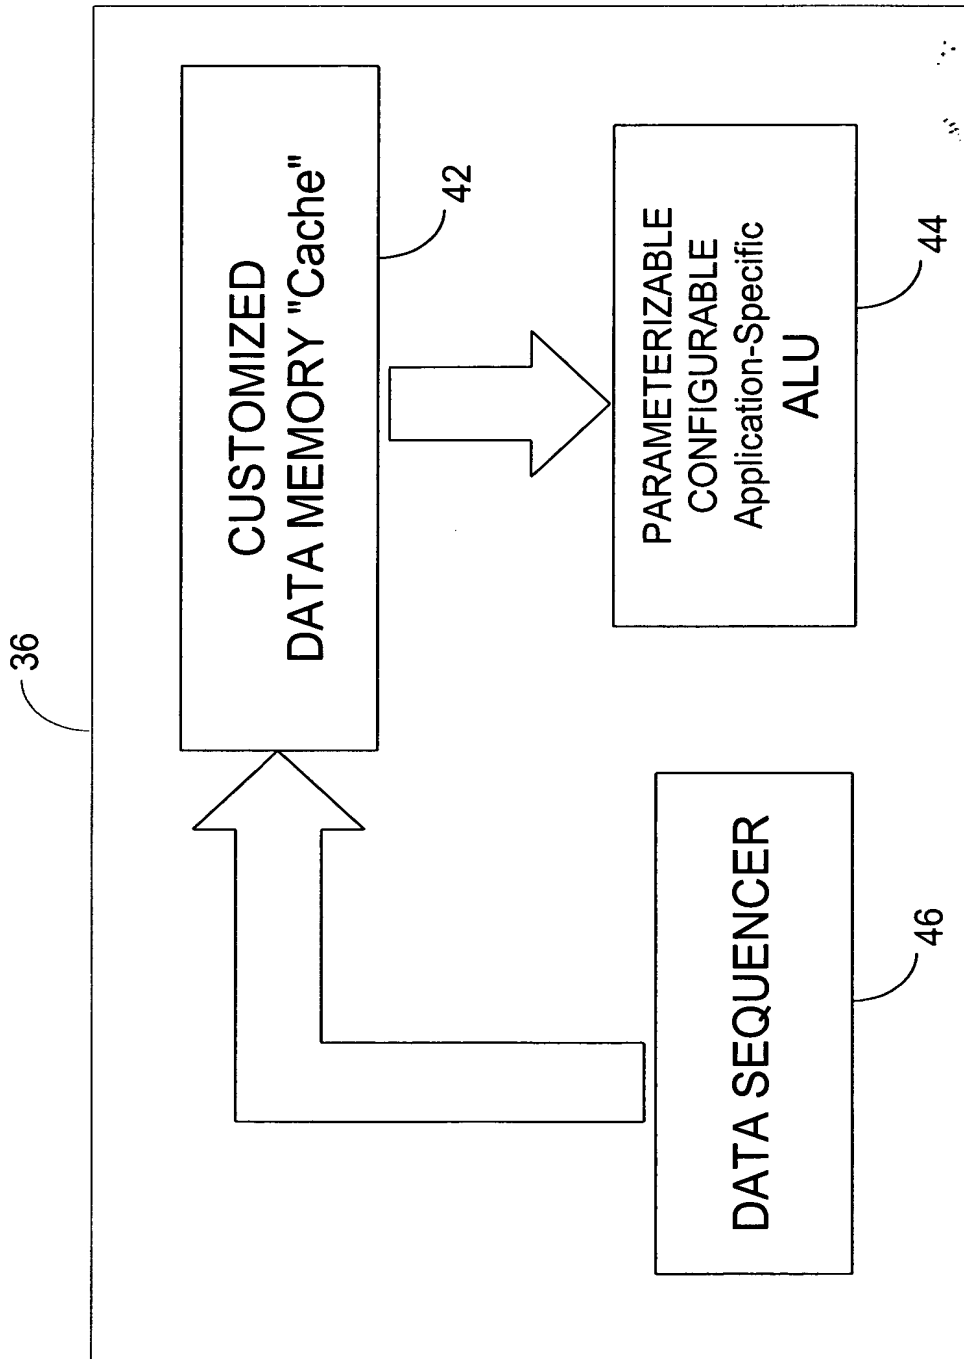 36
CUSTOMIZED
DATA MEMORY "Cache"
42
PARAMETERIZABLE
CONFIGURABLE
Application-Specific
ALU
44
DATA SEQUENCER
46